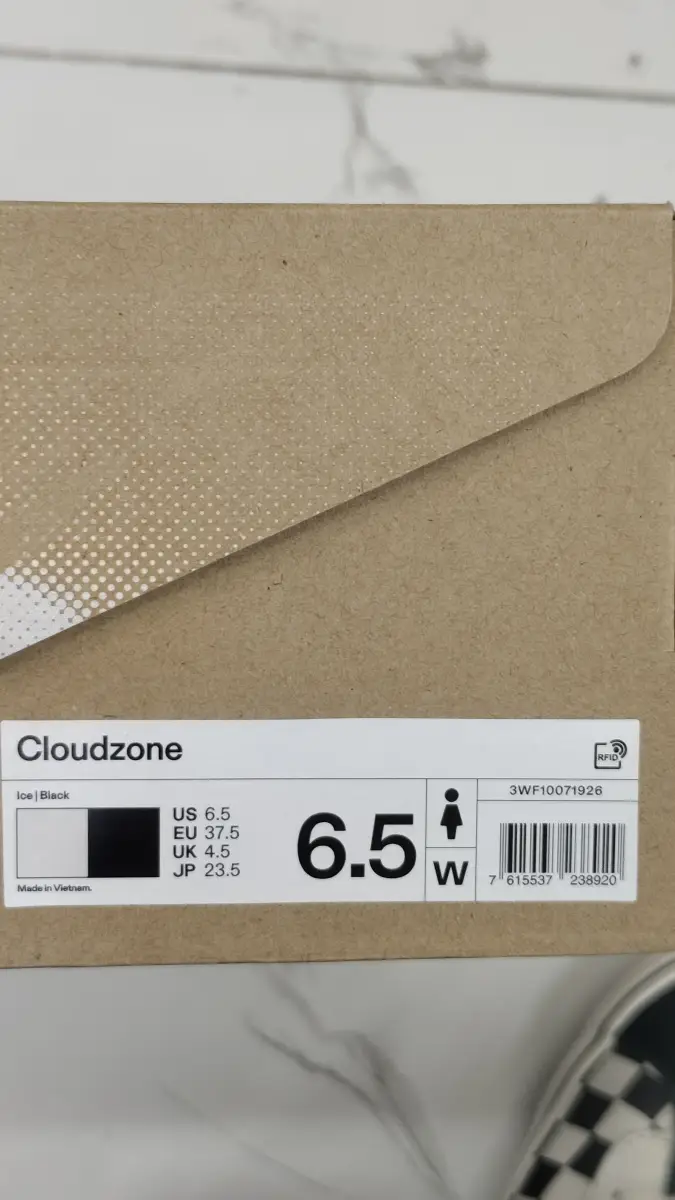 Cloudzone
RFID
Ice | Black
US 6.5
EU 37.5
UK 4.5
JP 23.5
Made in Vietnam.
6.5
W
3WF10071926
7 615537 238920